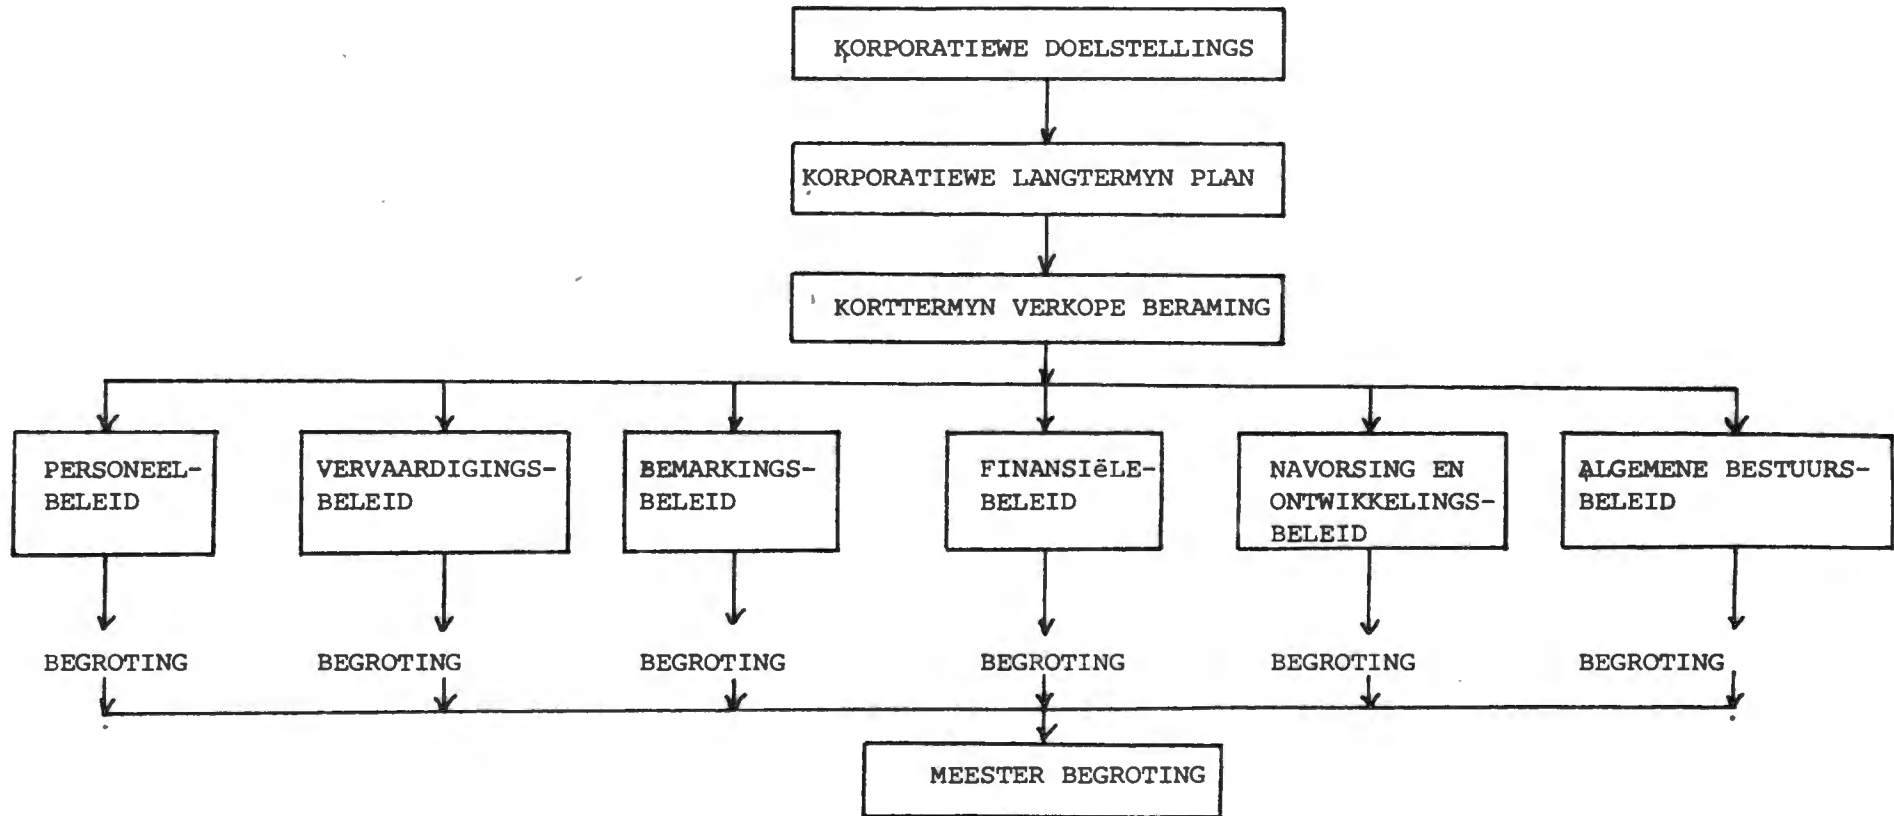 KORPORATIEWE DOELSTELLINGS
KORPORATIEWE LANGTERMYN PLAN
KORTTERMYN VERKOPE BERAMING
PERSONEEL-
BELEID
VERVAARDIGINGS-
BELEID
BEMARKINGS-
BELEID
FINANSIëLE-
BELEID
NAVORSING EN
ONTWIKKELINGS-
BELEID
ALGEMENE BESTUURS-
BELEID
BEGROTING
BEGROTING
BEGROTING
BEGROTING
BEGROTING
BEGROTING
MEESTER BEGROTING